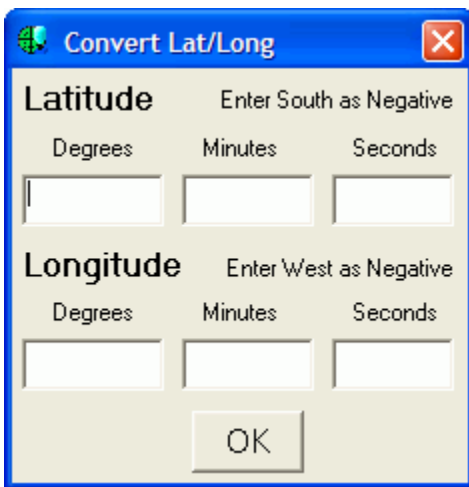 Convert Lat/Long
Latitude Enter South as Negative
Degrees Minutes Seconds
Longitude Enter West as Negative
Degrees Minutes Seconds
OK